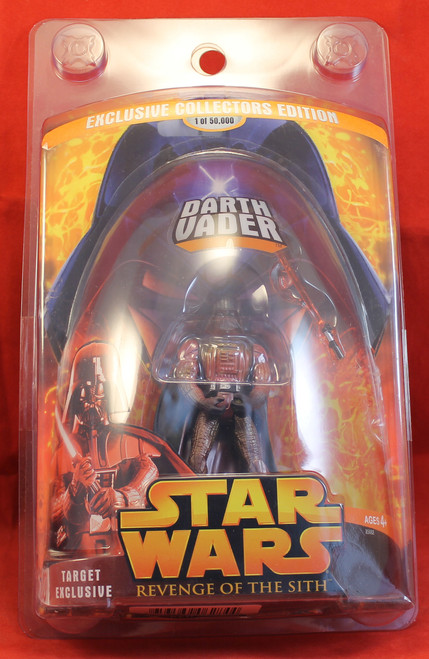 EXCLUSIVE COLLECTORS EDITION
1 of 50,000
DARTH
VADER
STAR
WARS
REVENGE OF THE SITH
AGES 4+
TARGET
EXCLUSIVE